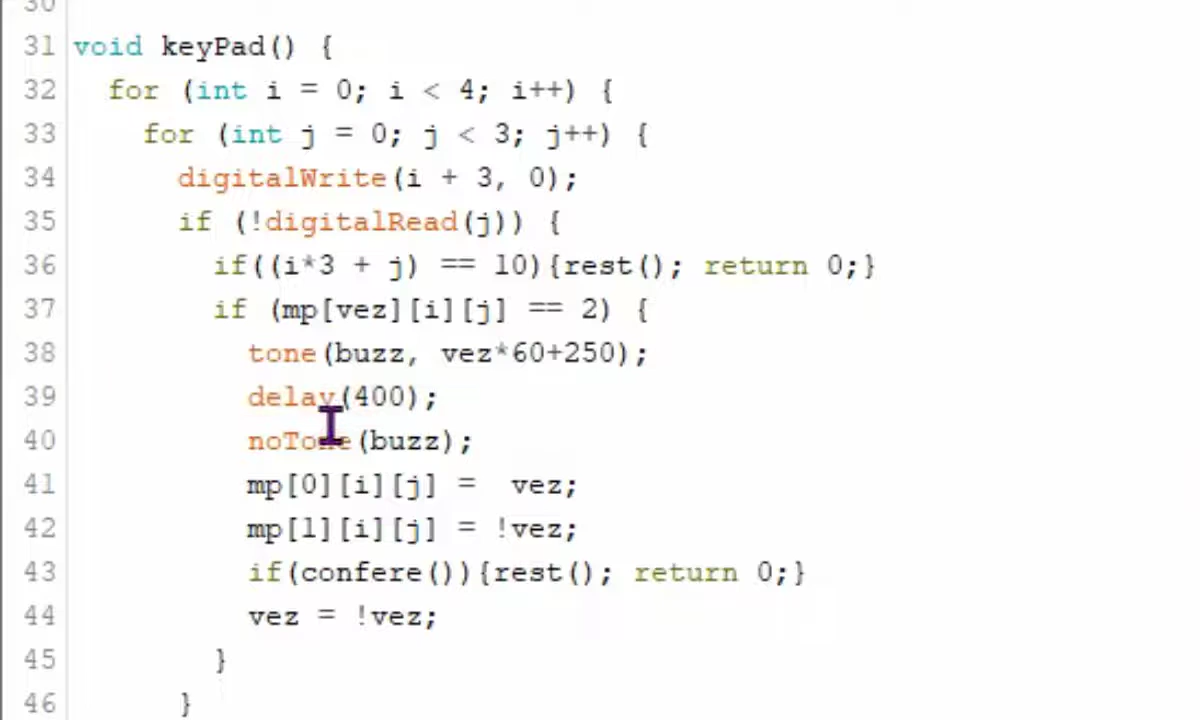 30
31 void keyPad() {
32 for (int i = 0; i < 4; i++) {
33 for (int j = 0; j < 3; j++) {
34 digitalWrite(i + 3, 0);
35 if (!digitalRead(j)) {
36 if((i*3 + j) == 10){rest(); return 0;}
37 if (mp[vez][i][j] == 2) {
38 tone(buzz, vez*60+250);
39 delay(400);
40 noTone(buzz);
41 mp[0][i][j] =  vez;
42 mp[1][i][j] = !vez;
43 if(confere()){rest(); return 0;}
44 vez = !vez;
45 }
46 }